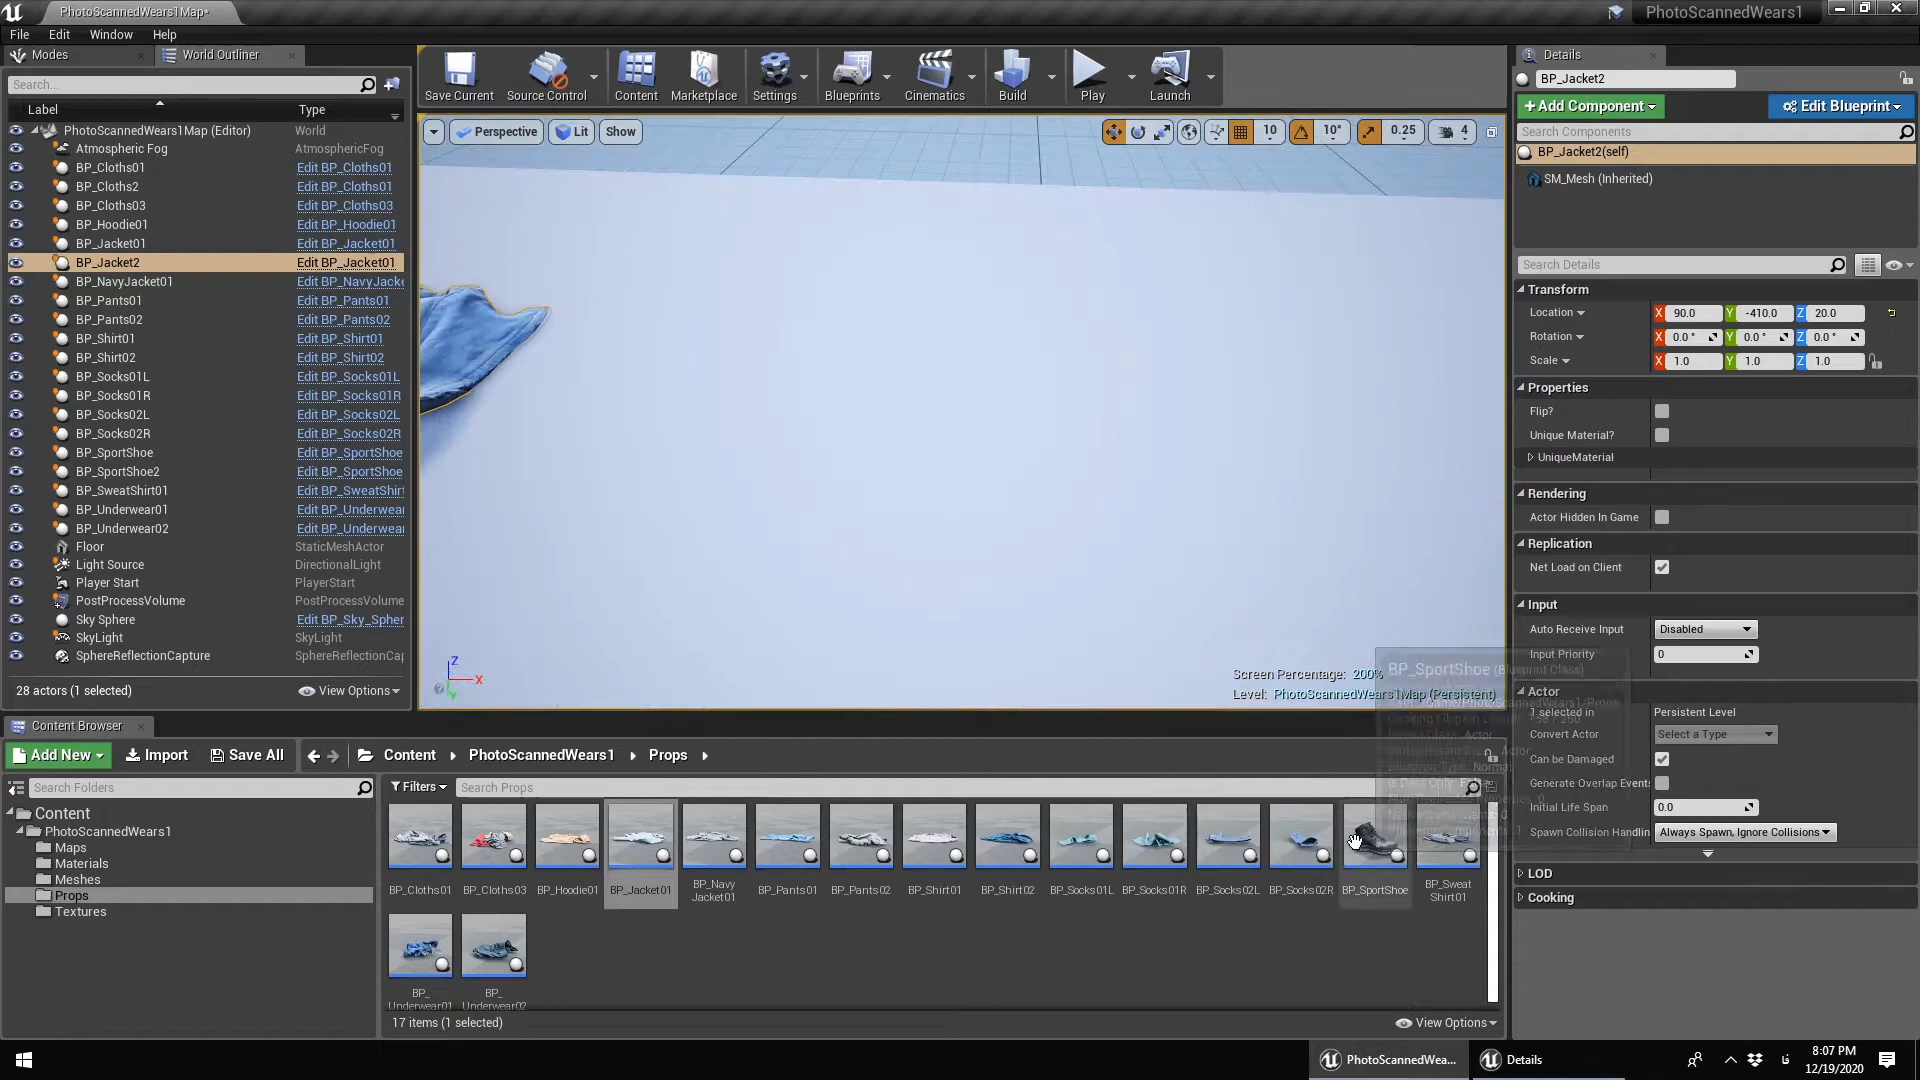 PhotoScannedWears1Map*
PhotoScannedWears1
File Edit Window Help
Modes
World Outliner
Search...
Label Type
PhotoScannedWears1Map (Editor) World
Atmospheric Fog AtmosphericFog
BP_Cloths01 Edit BP_Cloths01
BP_Cloths2 Edit BP_Cloths01
BP_Cloths03 Edit BP_Cloths03
BP_Hoodie01 Edit BP_Hoodie01
BP_Jacket01 Edit BP_Jacket01
BP_Jacket2 Edit BP_Jacket01
BP_NavyJacket01 Edit BP_NavyJacke
BP_Pants01 Edit BP_Pants01
BP_Pants02 Edit BP_Pants02
BP_Shirt01 Edit BP_Shirt01
BP_Shirt02 Edit BP_Shirt02
BP_Socks01L Edit BP_Socks01L
BP_Socks01R Edit BP_Socks01R
BP_Socks02L Edit BP_Socks02L
BP_Socks02R Edit BP_Socks02R
BP_SportShoe Edit BP_SportShoe
BP_SportShoe2 Edit BP_SportShoe
BP_SweatShirt01 Edit BP_SweatShirt
BP_Underwear01 Edit BP_Underwear
BP_Underwear02 Edit BP_Underwear
Floor StaticMeshActor
Light Source DirectionalLight
Player Start PlayerStart
PostProcessVolume PostProcessVolume
Sky Sphere Edit BP_Sky_Spher
SkyLight SkyLight
SphereReflectionCapture SphereReflectionCap
28 actors (1 selected) View Options
Save Current Source Control Content Marketplace Settings Blueprints Cinematics Build Play Launch
Perspective Lit Show
10 10° 0.25 4
Z
X
Y
Screen Percentage: 200%
Level: PhotoScannedWears1Map (Persistent)
BP_SportShoe (Blueprint Class)
Details
BP_Jacket2
+Add Component
Edit Blueprint
Search Components
BP_Jacket2(self)
SM_Mesh (Inherited)
Search Details
Transform
Location X 90.0 Y -410.0 Z 20.0
Rotation X 0.0 ° Y 0.0 ° Z 0.0 °
Scale X 1.0 Y 1.0 Z 1.0
Properties
Flip?
Unique Material?
UniqueMaterial
Rendering
Actor Hidden In Game
Replication
Net Load on Client
Input
Auto Receive Input Disabled
Input Priority 0
Actor
1 selected in Persistent Level
Convert Actor Select a Type
Can be Damaged
Generate Overlap Events
Initial Life Span 0.0
Spawn Collision Handlin Always Spawn, Ignore Collisions
LOD
Cooking
Content Browser
Add New Import Save All Content PhotoScannedWears1 Props
Search Folders
Content
PhotoScannedWears1
Maps
Materials
Meshes
Props
Textures
Filters Search Props
BP_Cloths01 BP_Cloths03 BP_Hoodie01 BP_Jacket01 BP_Navy Jacket01 BP_Pants01 BP_Pants02 BP_Shirt01 BP_Shirt02 BP_Socks01L BP_Socks01R BP_Socks02L BP_Socks02R BP_SportShoe BP_Sweat Shirt01
BP_ Underwear01 BP_ Underwear02
17 items (1 selected) View Options
PhotoScannedWea...
Details
8:07 PM
12/19/2020